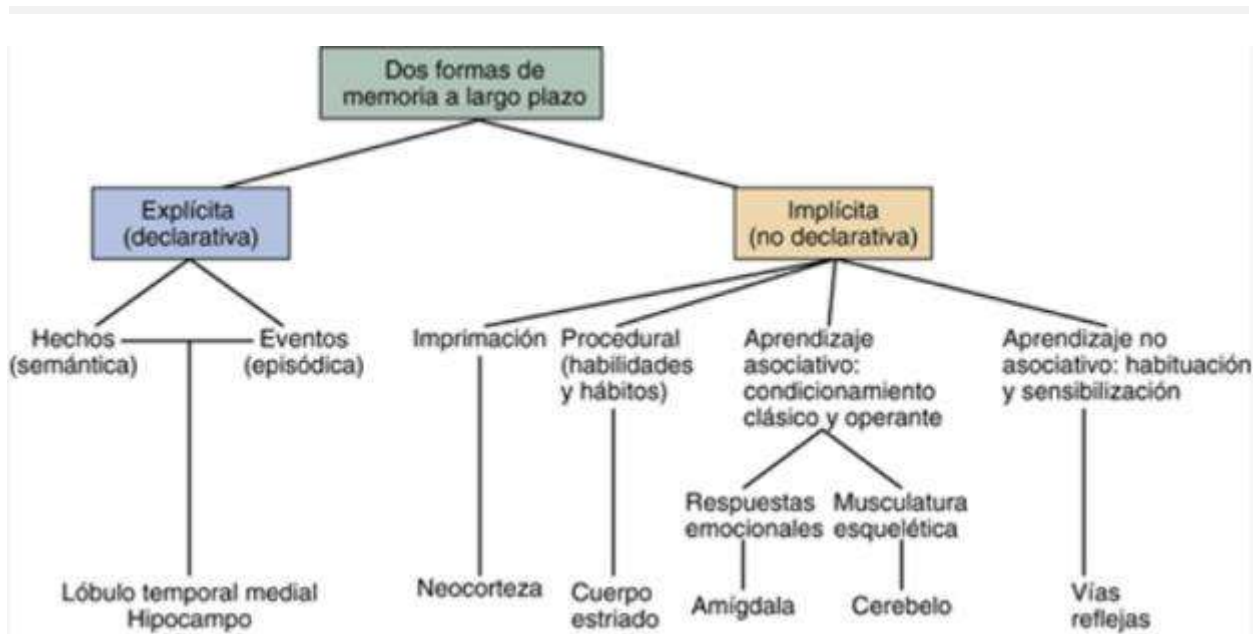 Dos formas de
memoria a largo plazo
Explícita
(declarativa)
Implícita
(no declarativa)
Hechos
(semántica)
Eventos
(episódica)
Imprimación
Procedural
(habilidades
y hábitos)
Aprendizaje
asociativo:
condicionamiento
clásico y operante
Aprendizaje no
asociativo: habituación
y sensibilización
Respuestas
emocionales
Musculatura
esquelética
Lóbulo temporal medial
Hipocampo
Neocorteza
Cuerpo
estriado
Amígdala
Cerebelo
Vías
reflejas